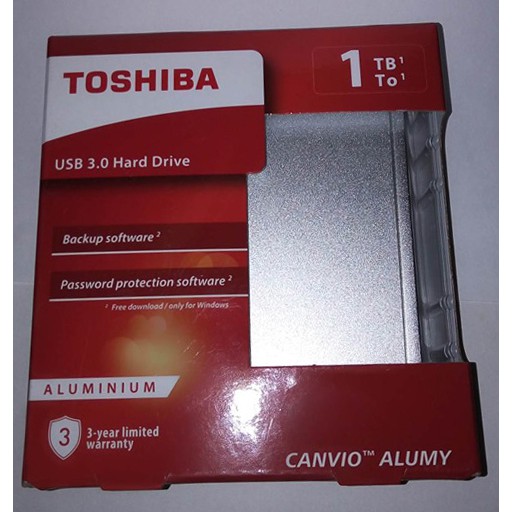 TOSHIBA
1 TB¹
To¹
USB 3.0 Hard Drive
Backup software ²
Password protection software ²
² Free download / only for Windows
ALUMINIUM
3
3-year limited
warranty
CANVIO™ ALUMY